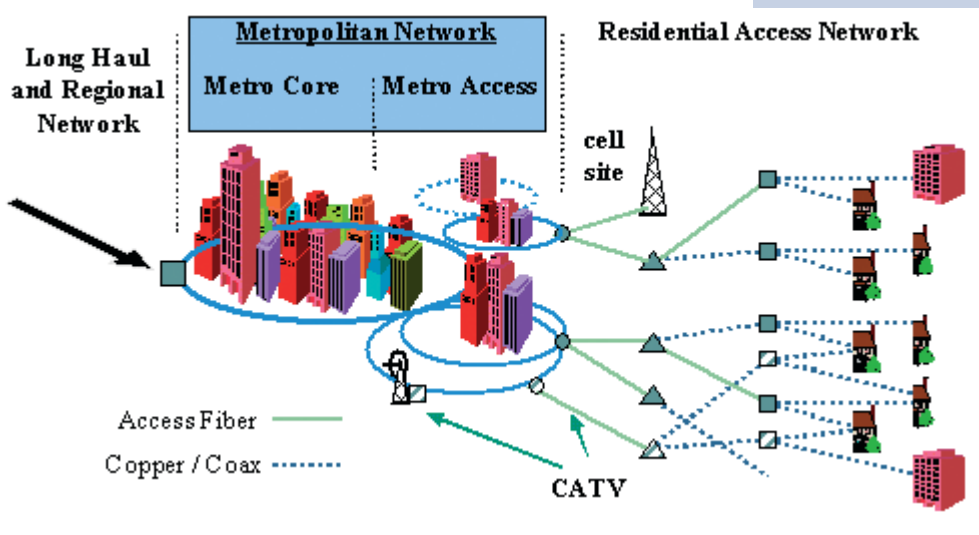 Metropolitan Network
Residential Access Network
Long Haul
and Regional
Network
Metro Core
Metro Access
cell
site
Access Fiber
Copper / Coax
CATV